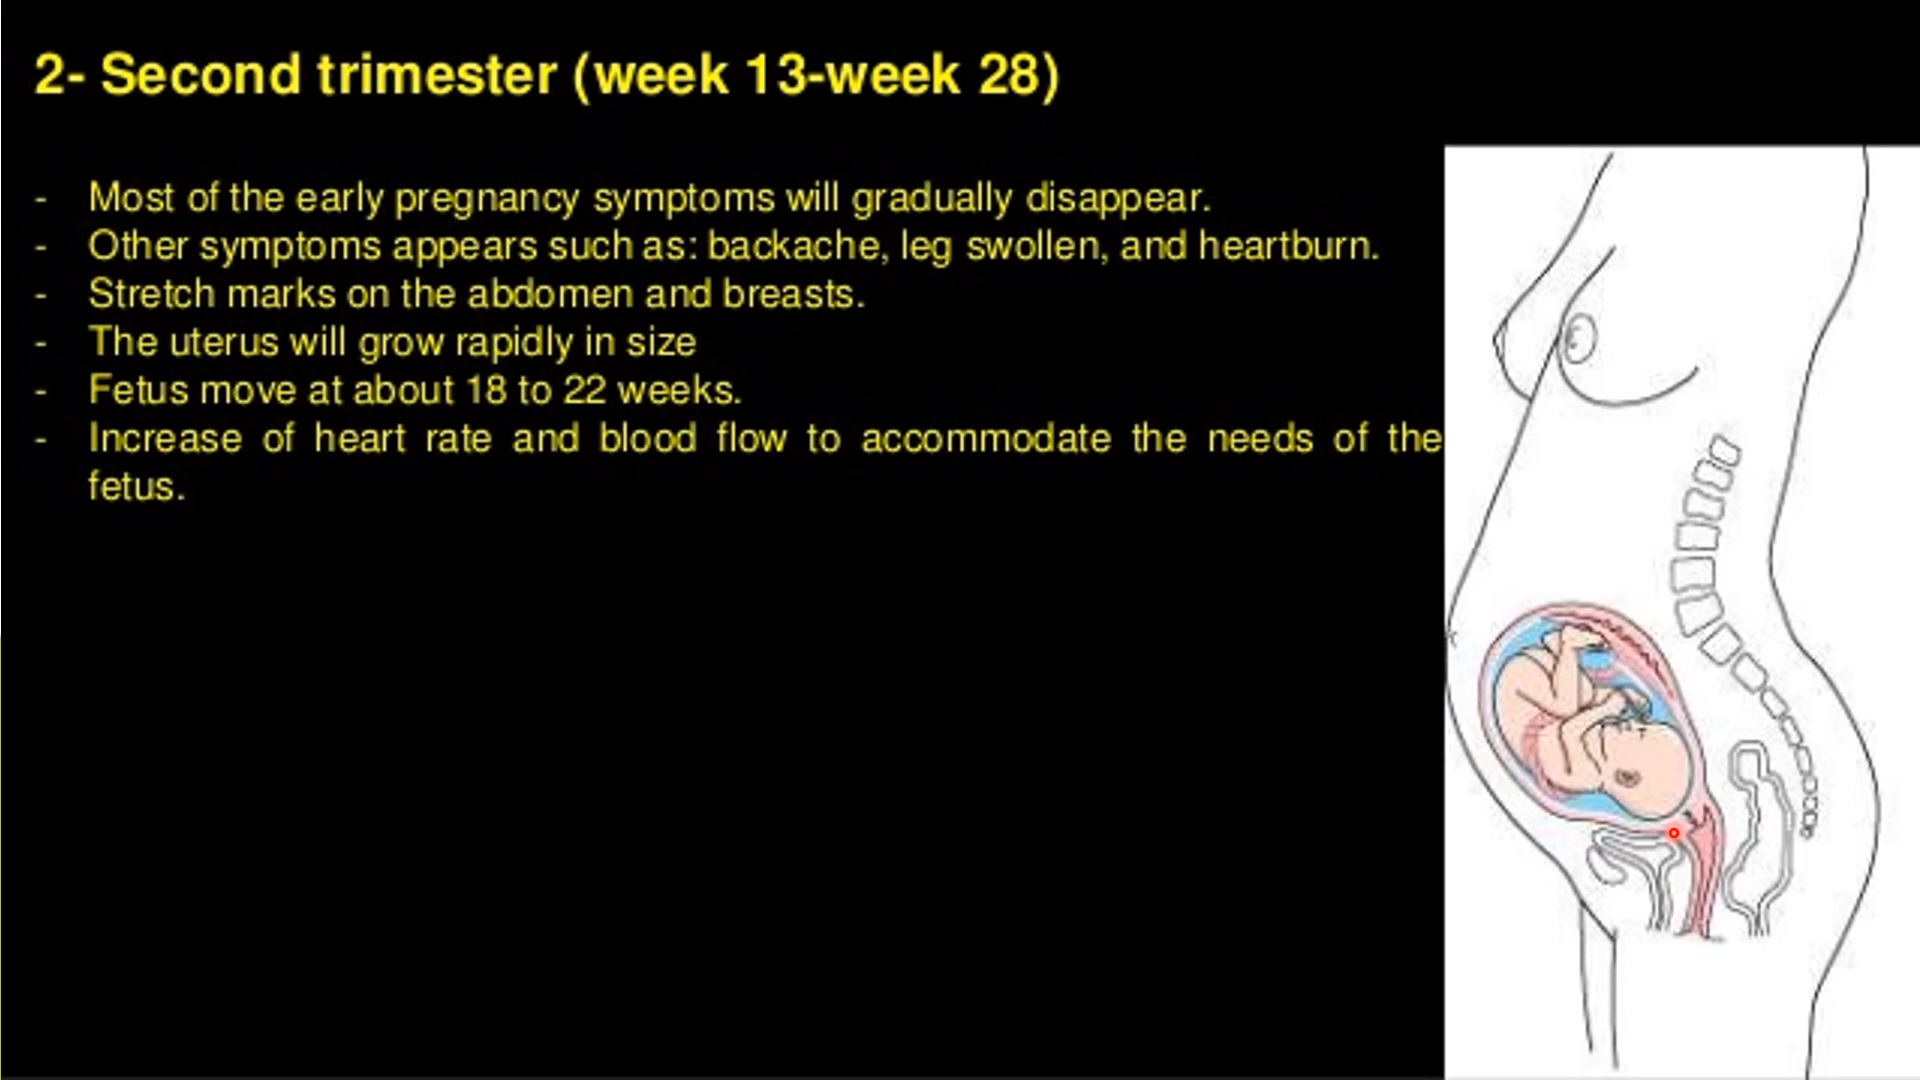 2- Second trimester (week 13-week 28)
- Most of the early pregnancy symptoms will gradually disappear.
- Other symptoms appears such as: backache, leg swollen, and heartburn.
- Stretch marks on the abdomen and breasts.
- The uterus will grow rapidly in size
- Fetus move at about 18 to 22 weeks.
- Increase of heart rate and blood flow to accommodate the needs of the
fetus.